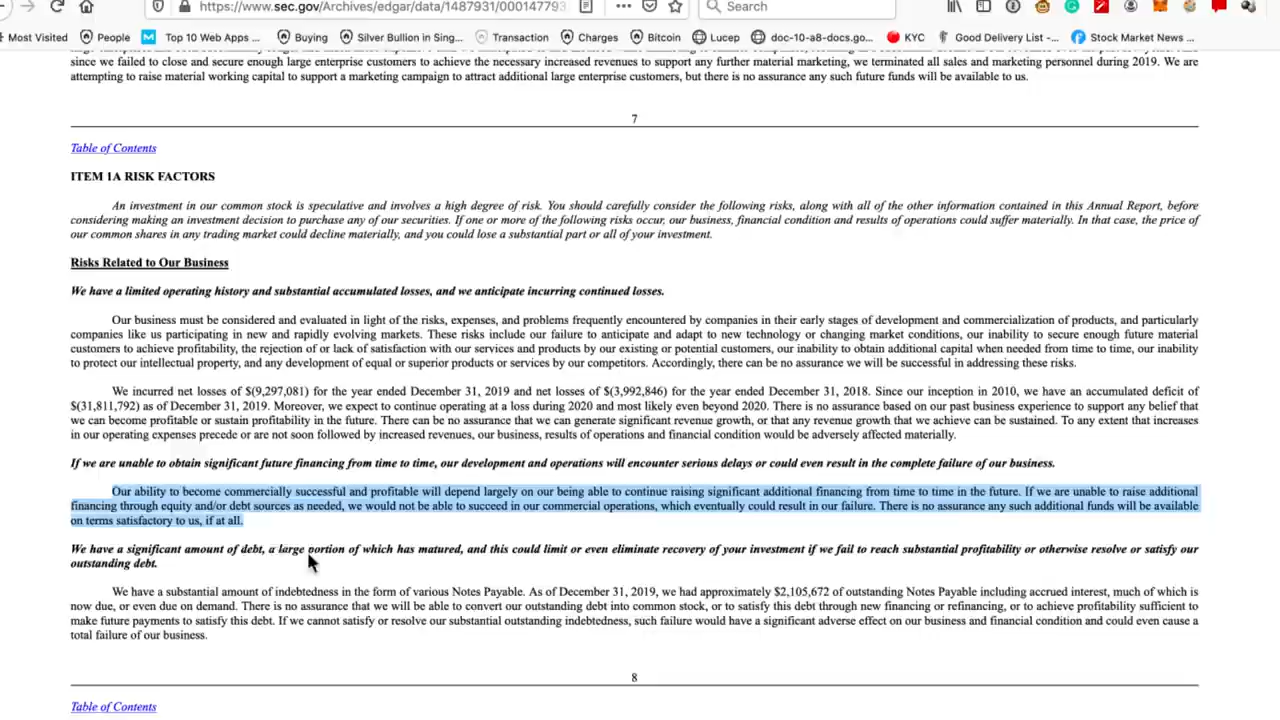 https://www.sec.gov/Archives/edgar/data/1487931/00014779
Search
Most Visited
People
Top 10 Web Apps ...
Buying
Silver Bullion in Sing...
Transaction
Charges
Bitcoin
Lucep
doc-10-a8-docs.go...
KYC
Good Delivery List -...
Stock Market News ...
since we failed to close and secure enough large enterprise customers to achieve the necessary increased revenues to support any further material marketing, we terminated all sales and marketing personnel during 2019. We are
attempting to raise material working capital to support a marketing campaign to attract additional large enterprise customers, but there is no assurance any such future funds will be available to us.
7
Table of Contents
ITEM 1A RISK FACTORS
An investment in our common stock is speculative and involves a high degree of risk. You should carefully consider the following risks, along with all of the other information contained in this Annual Report, before
considering making an investment decision to purchase any of our securities. If one or more of the following risks occur, our business, financial condition and results of operations could suffer materially. In that case, the price of
our common shares in any trading market could decline materially, and you could lose a substantial part or all of your investment.
Risks Related to Our Business
We have a limited operating history and substantial accumulated losses, and we anticipate incurring continued losses.
Our business must be considered and evaluated in light of the risks, expenses, and problems frequently encountered by companies in their early stages of development and commercialization of products, and particularly
companies like us participating in new and rapidly evolving markets. These risks include our failure to anticipate and adapt to new technology or changing market conditions, our inability to secure enough future material
customers to achieve profitability, the rejection of or lack of satisfaction with our services and products by our existing or potential customers, our inability to obtain additional capital when needed from time to time, our inability
to protect our intellectual property, and any development of equal or superior products or services by our competitors. Accordingly, there can be no assurance we will be successful in addressing these risks.
We incurred net losses of $(9,297,081) for the year ended December 31, 2019 and net losses of $(3,992,846) for the year ended December 31, 2018. Since our inception in 2010, we have an accumulated deficit of
$(31,811,792) as of December 31, 2019. Moreover, we expect to continue operating at a loss during 2020 and most likely even beyond 2020. There is no assurance based on our past business experience to support any belief that
we can become profitable or sustain profitability in the future. There can be no assurance that we can generate significant revenue growth, or that any revenue growth that we achieve can be sustained. To any extent that increases
in our operating expenses precede or are not soon followed by increased revenues, our business, results of operations and financial condition would be adversely affected materially.
If we are unable to obtain significant future financing from time to time, our development and operations will encounter serious delays or could even result in the complete failure of our business.
Our ability to become commercially successful and profitable will depend largely on our being able to continue raising significant additional financing from time to time in the future. If we are unable to raise additional
financing through equity and/or debt sources as needed, we would not be able to succeed in our commercial operations, which eventually could result in our failure. There is no assurance any such additional funds will be available
on terms satisfactory to us, if at all.
We have a significant amount of debt, a large portion of which has matured, and this could limit or even eliminate recovery of your investment if we fail to reach substantial profitability or otherwise resolve or satisfy our
outstanding debt.
We have a substantial amount of indebtedness in the form of various Notes Payable. As of December 31, 2019, we had approximately $2,105,672 of outstanding Notes Payable including accrued interest, much of which is
now due, or even due on demand. There is no assurance that we will be able to convert our outstanding debt into common stock, or to satisfy this debt through new financing or refinancing, or to achieve profitability sufficient to
make future payments to satisfy this debt. If we cannot satisfy or resolve our substantial outstanding indebtedness, such failure would have a significant adverse effect on our business and financial condition and could even cause a
total failure of our business.
8
Table of Contents